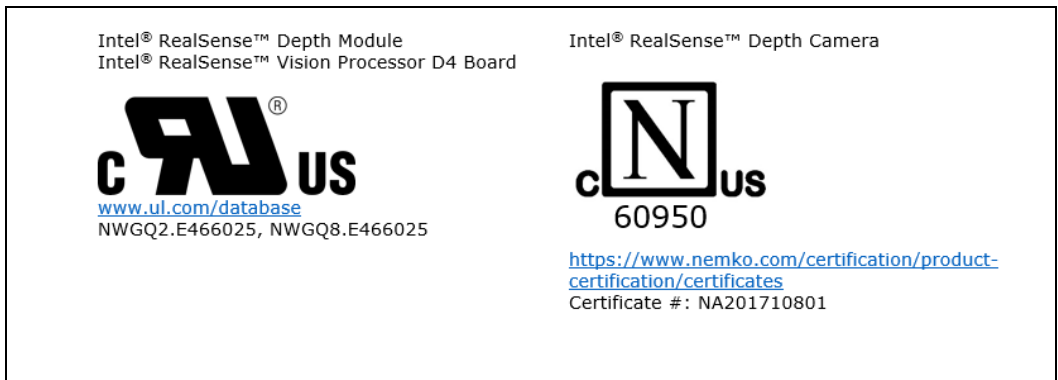 Intel® RealSense™ Depth Module
Intel® RealSense™ Vision Processor D4 Board
c RU ® US
www.ul.com/database
NWGQ2.E466025, NWGQ8.E466025
Intel® RealSense™ Depth Camera
c N US
60950
https://www.nemko.com/certification/product-
certification/certificates
Certificate #: NA201710801